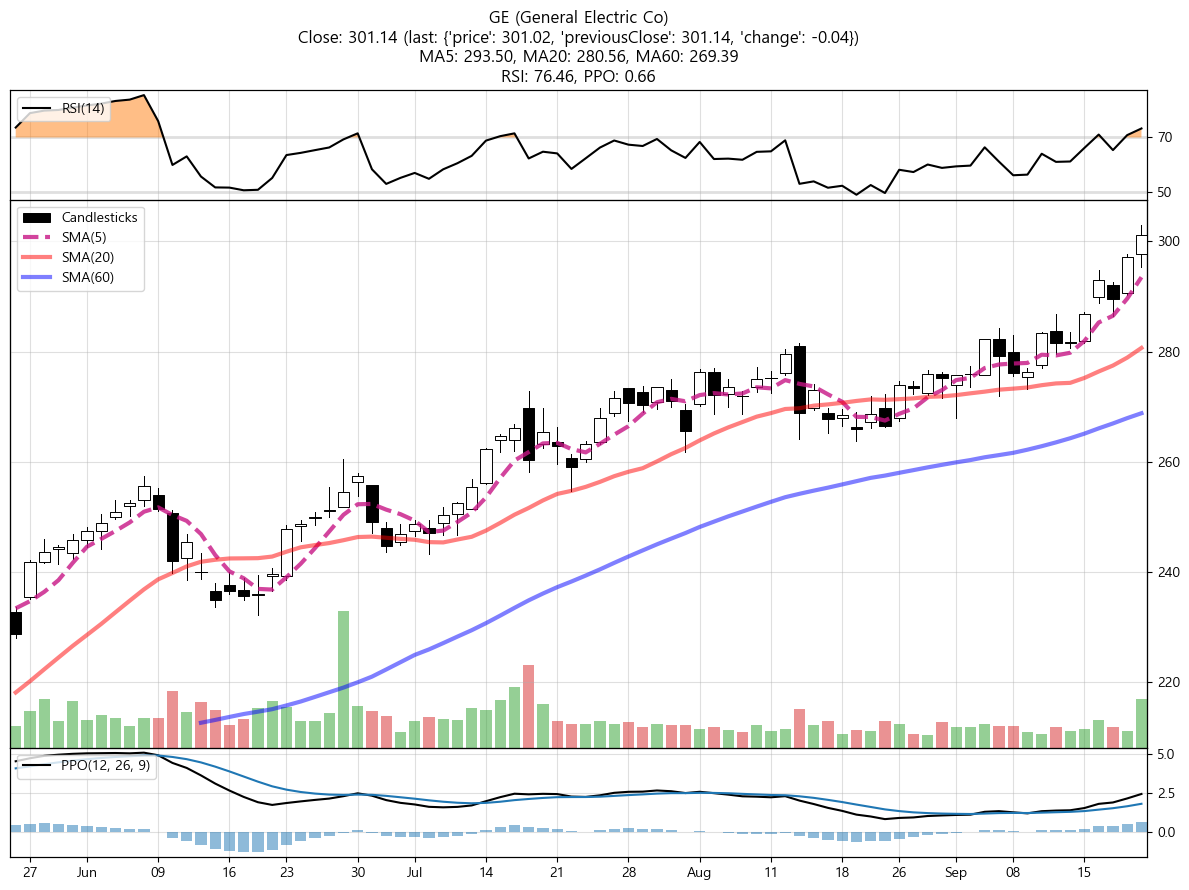 GE (General Electric Co)
Close: 301.14 (last: {'price': 301.02, 'previousClose': 301.14, 'change': -0.04})
MA5: 293.50, MA20: 280.56, MA60: 269.39
RSI: 76.46, PPO: 0.66
RSI(14)
70
50
Candlesticks
SMA(5)
SMA(20)
SMA(60)
300
280
260
240
220
PPO(12, 26, 9)
5.0
2.5
0.0
27 Jun 09 16 23 30 Jul 14 21 28 Aug 11 18 26 Sep 08 15